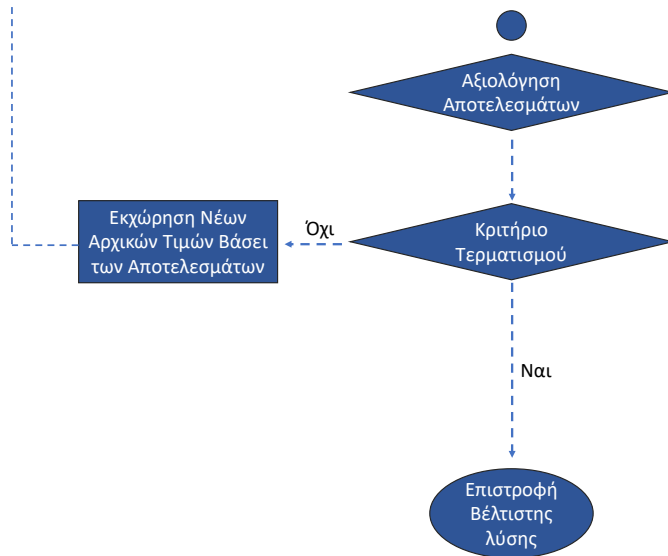 Αξιολόγηση
Αποτελεσμάτων
Εκχώρηση Νέων
Αρχικών Τιμών Βάσει
των Αποτελεσμάτων
Όχι
Κριτήριο
Τερματισμού
Ναι
Επιστροφή
Βέλτιστης
λύσης